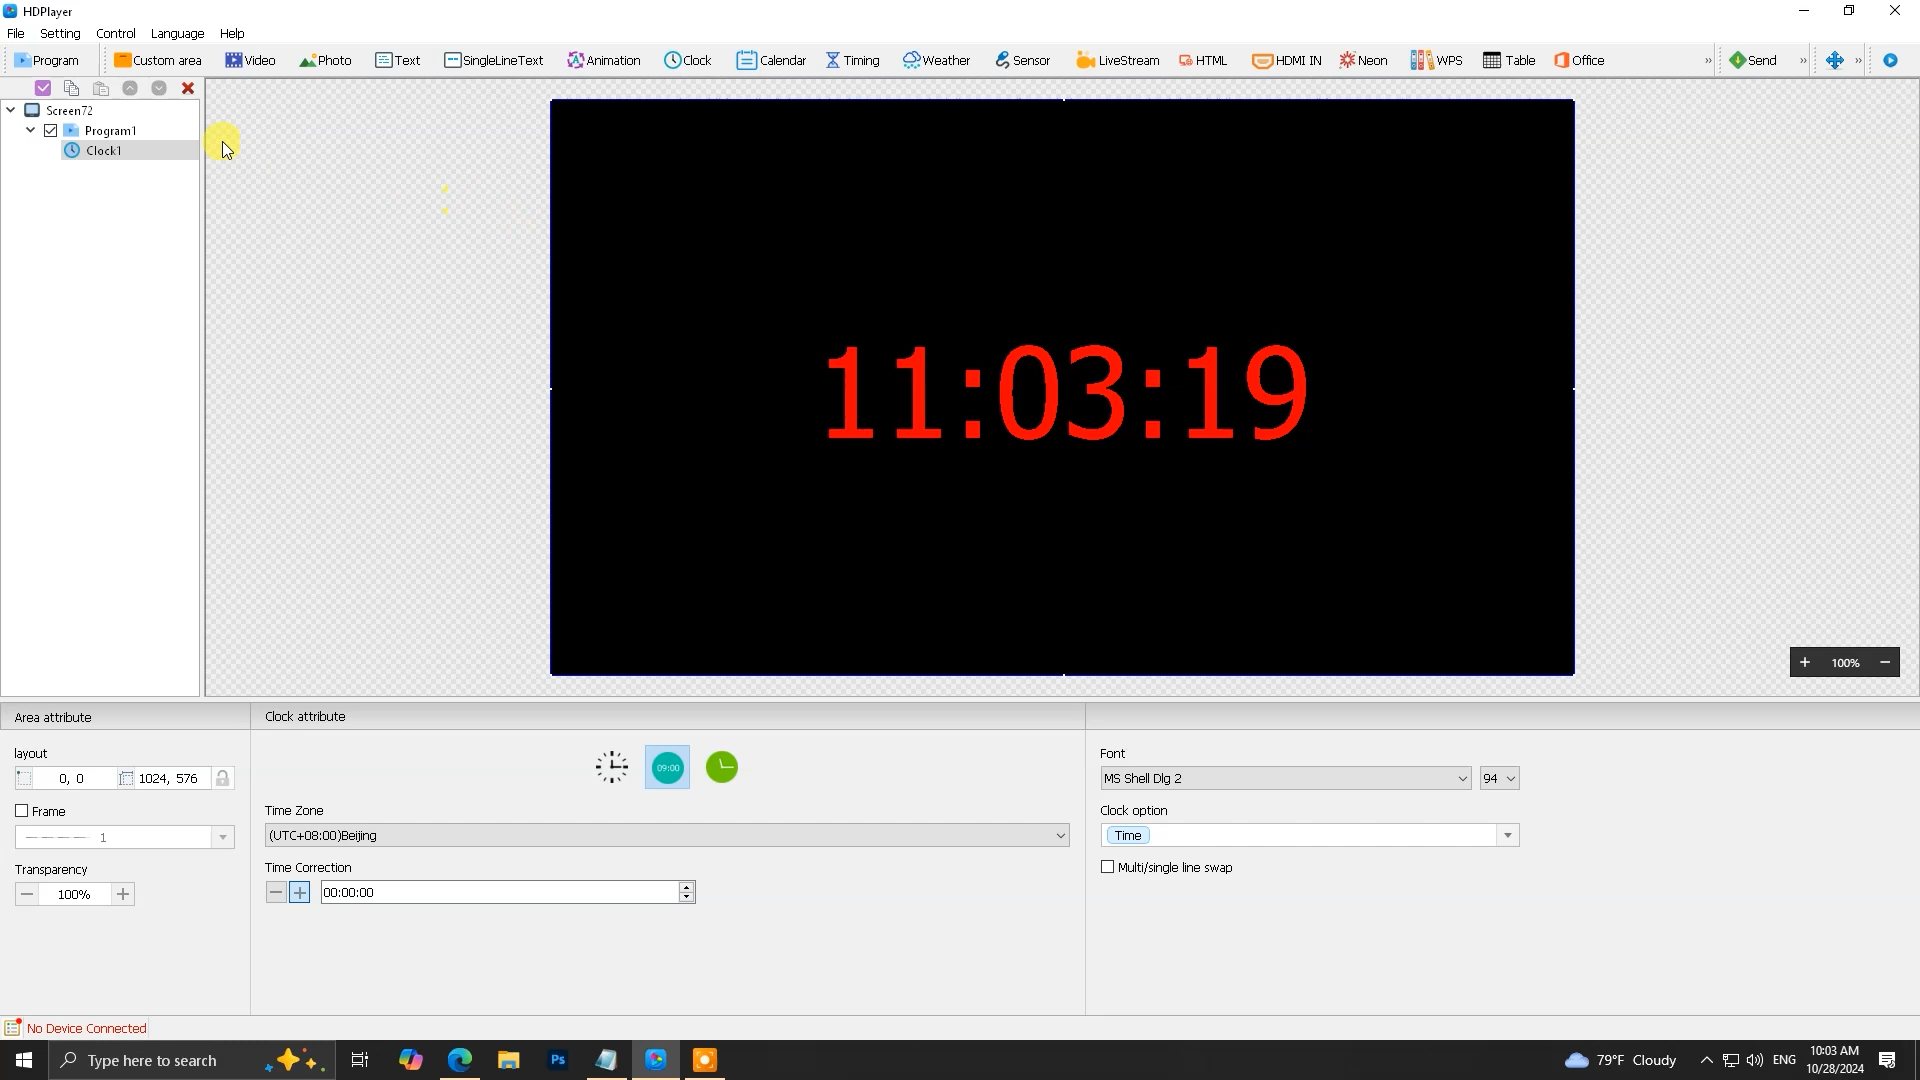 HDPlayer
File Setting Control Language Help
Program Custom area Video Photo Text SingleLineText Animation Clock Calendar Timing Weather Sensor LiveStream HTML HDMI IN Neon WPS Table Office » Send » »
Screen72
Program1
Clock1
11:03:19
+ 100% −
Area attribute
layout
0, 0 1024, 576
Frame
1
Transparency
100%
Clock attribute
09:00
Time Zone
(UTC+08:00)Beijing
Time Correction
00:00:00
Font
MS Shell Dlg 2 94
Clock option
Time
Multi/single line swap
No Device Connected
Type here to search
Ps
79°F Cloudy
ENG
10:03 AM
10/28/2024